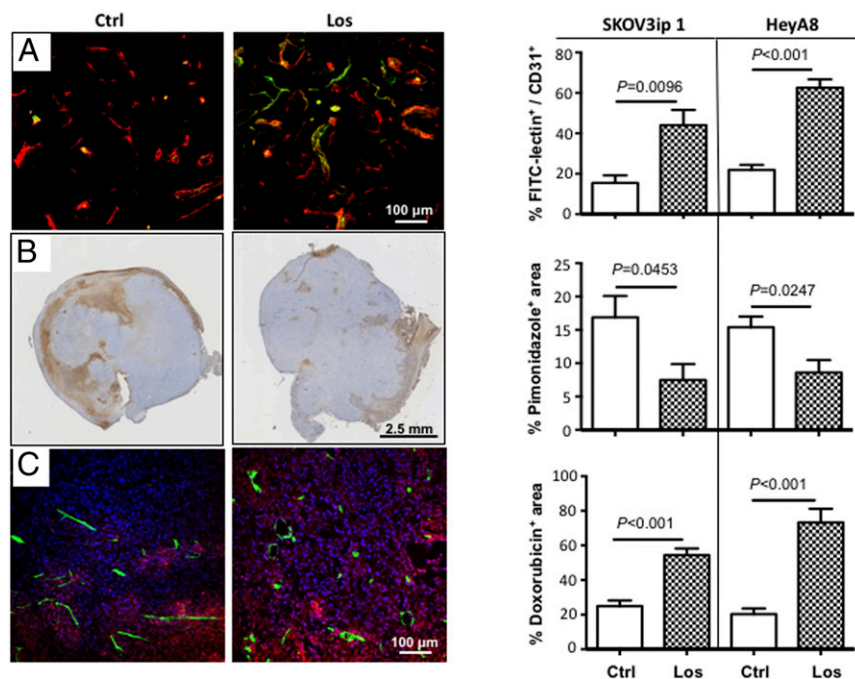 Ctrl Los
A
100 µm
B
2.5 mm
C
100 µm
SKOV3ip 1 HeyA8
% FITC-lectin⁺ / CD31⁺
80
60
40
20
0
P=0.0096
P<0.001
% Pimonidazole⁺ area
25
20
15
10
5
0
P=0.0453
P=0.0247
% Doxorubicin⁺ area
100
80
60
40
20
0
P<0.001
P<0.001
Ctrl Los Ctrl Los